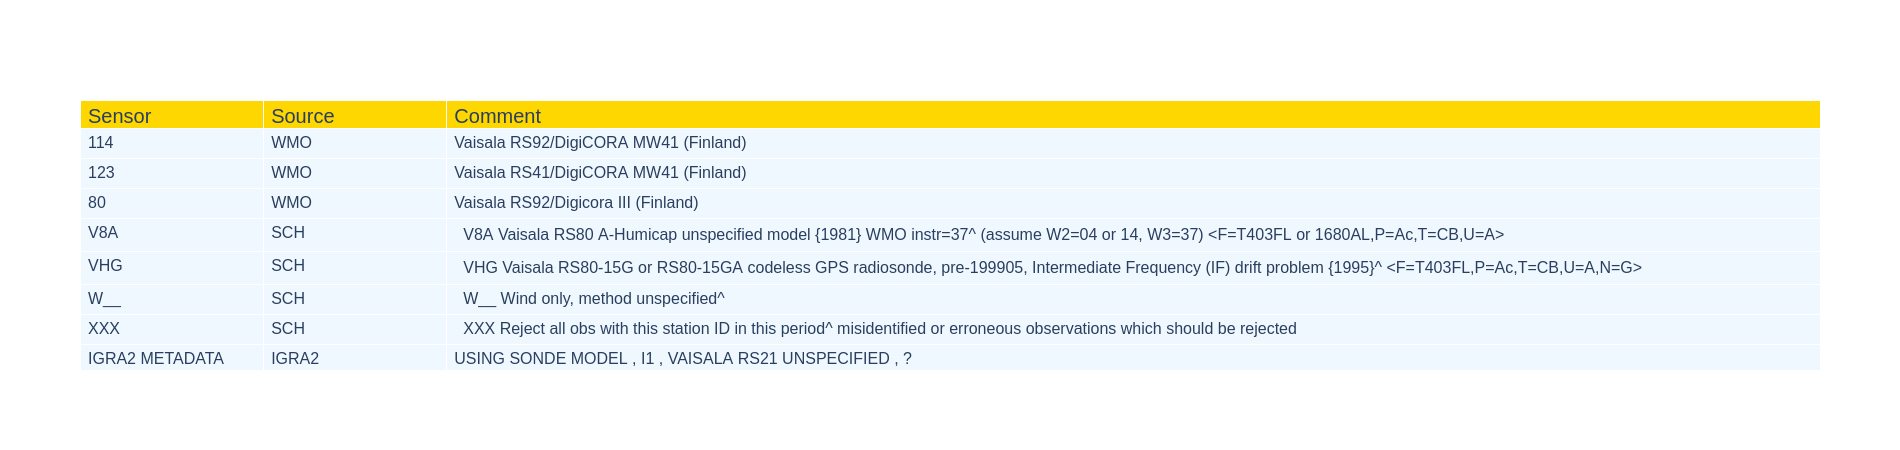 Sensor Source Comment
114 WMO Vaisala RS92/DigiCORA MW41 (Finland)
123 WMO Vaisala RS41/DigiCORA MW41 (Finland)
80 WMO Vaisala RS92/Digicora III (Finland)
V8A SCH V8A Vaisala RS80 A-Humicap unspecified model {1981} WMO instr=37^ (assume W2=04 or 14, W3=37) <F=T403FL or 1680AL,P=Ac,T=CB,U=A>
VHG SCH VHG Vaisala RS80-15G or RS80-15GA codeless GPS radiosonde, pre-199905, Intermediate Frequency (IF) drift problem {1995}^ <F=T403FL,P=Ac,T=CB,U=A,N=G>
W__ SCH W__ Wind only, method unspecified^
XXX SCH XXX Reject all obs with this station ID in this period^ misidentified or erroneous observations which should be rejected
IGRA2 METADATA IGRA2 USING SONDE MODEL , I1 , VAISALA RS21 UNSPECIFIED , ?